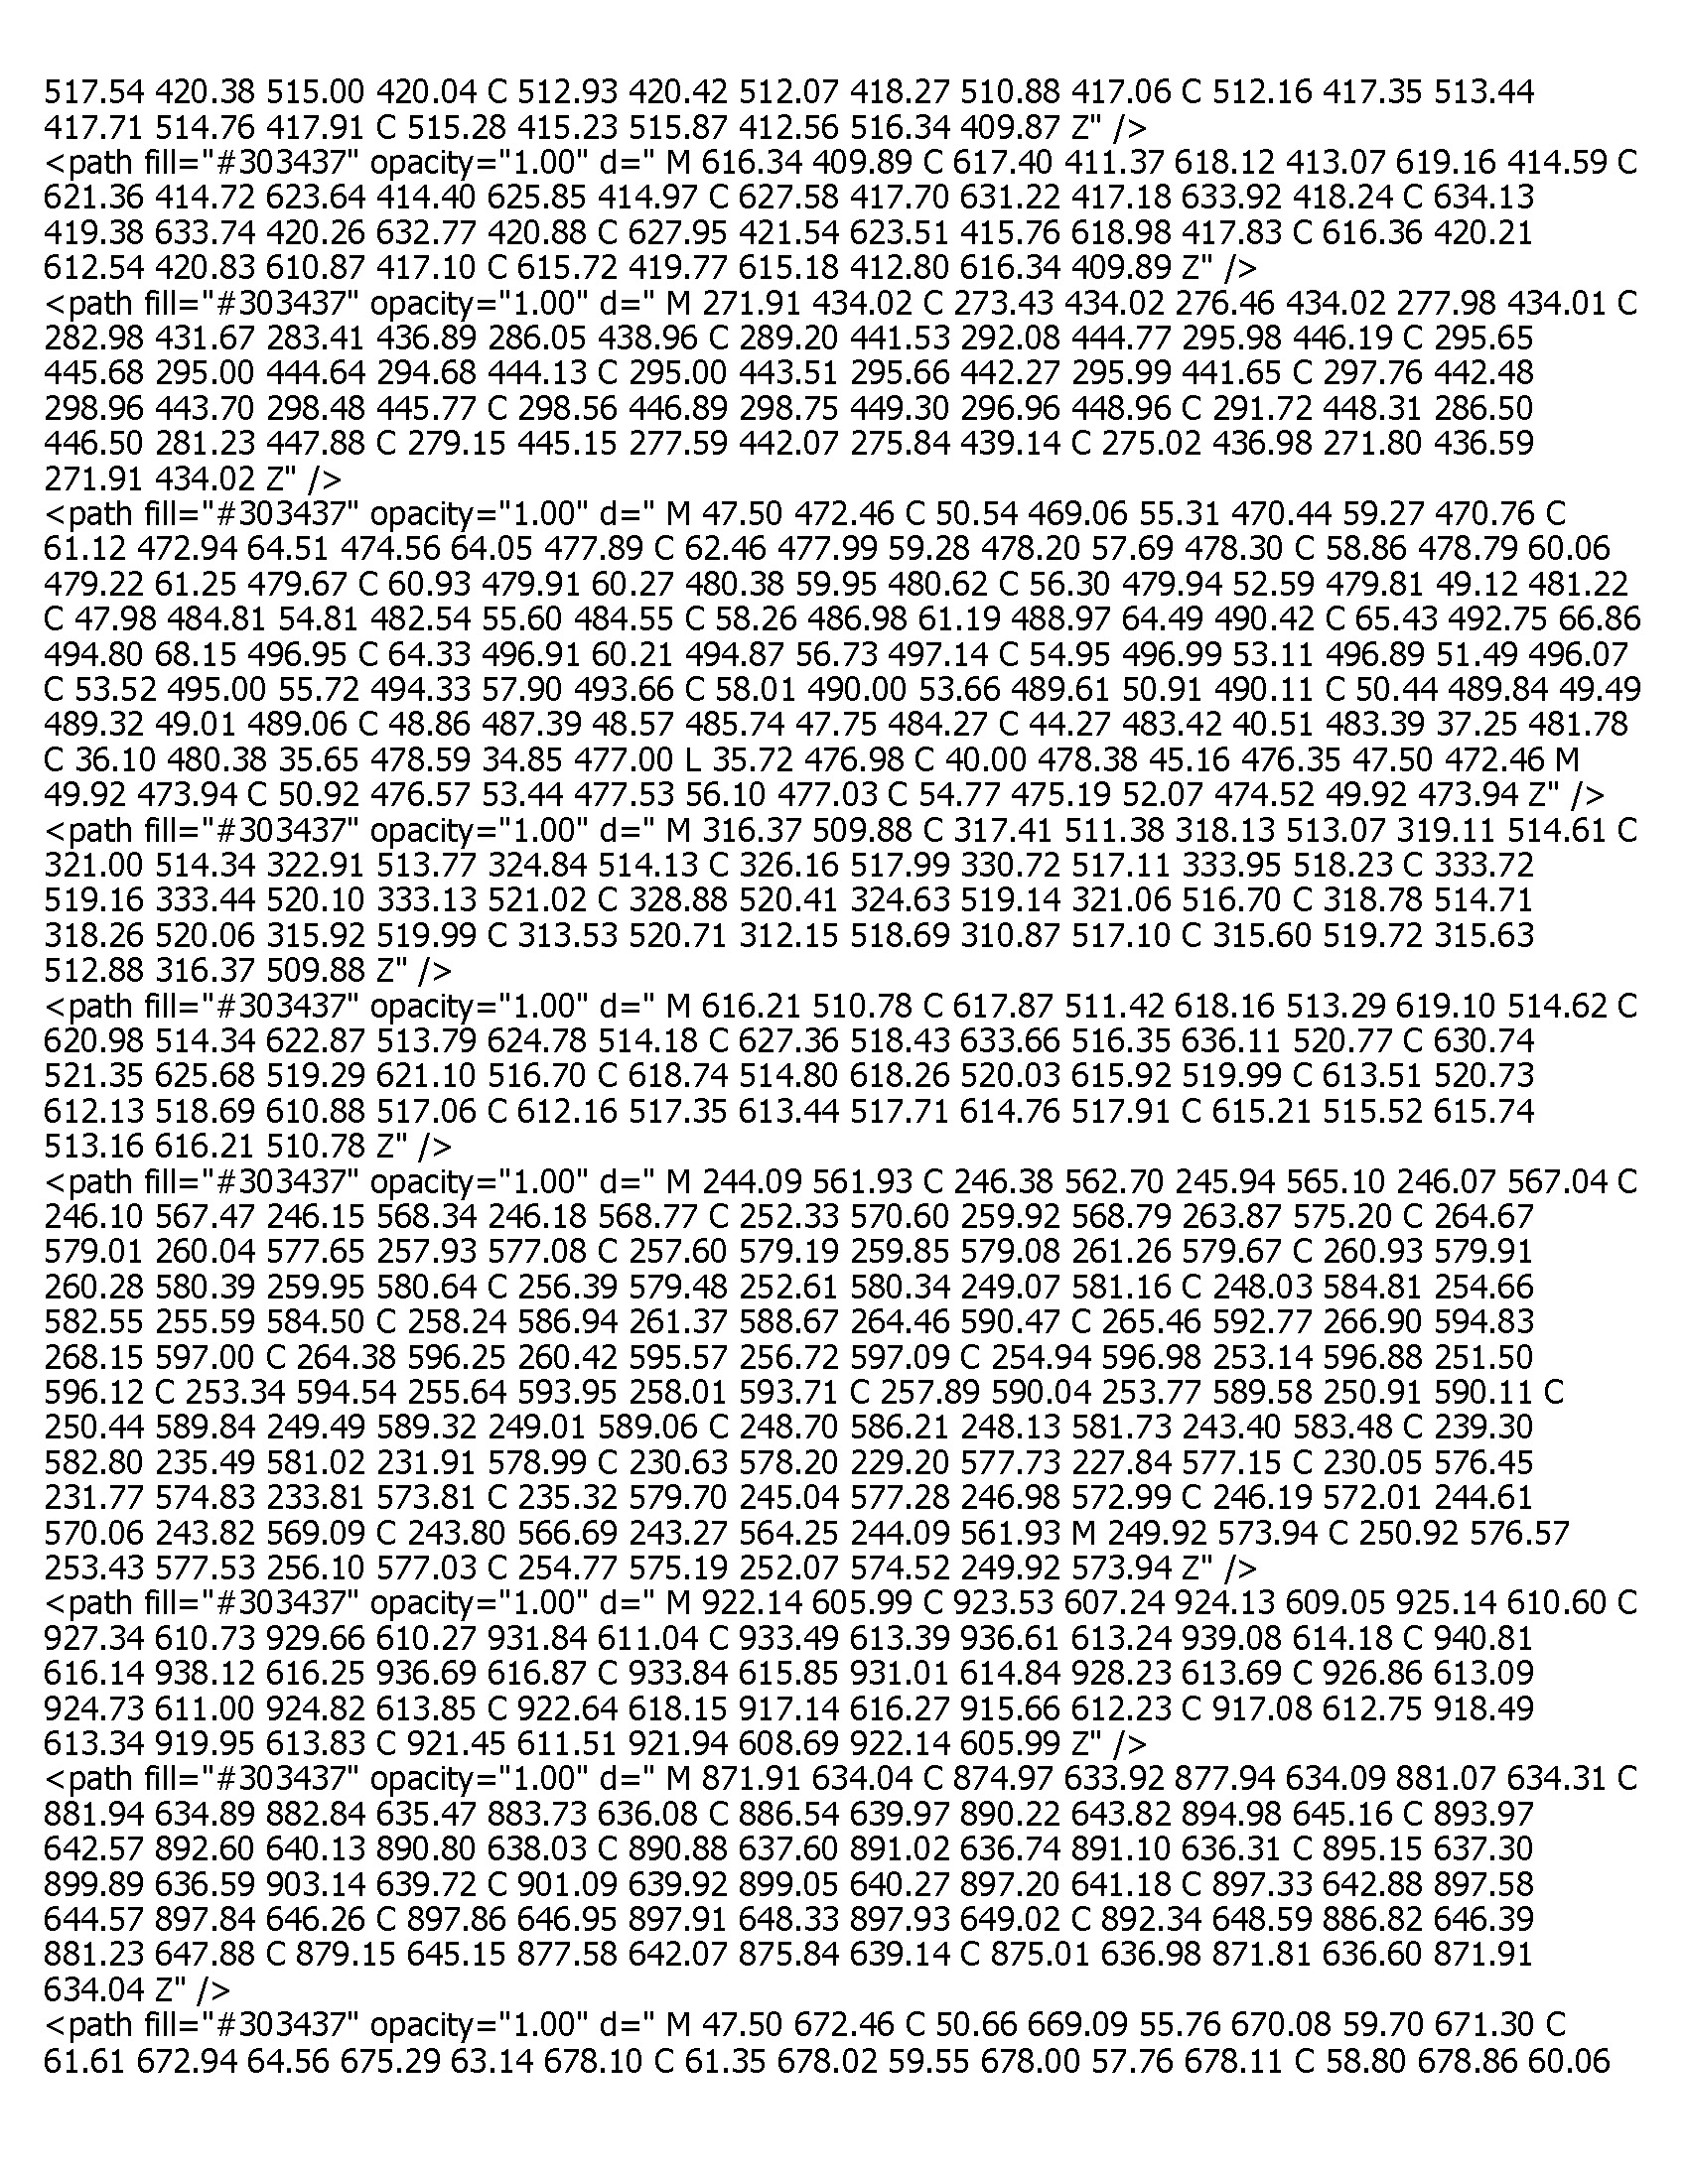 517.54 420.38 515.00 420.04 C 512.93 420.42 512.07 418.27 510.88 417.06 C 512.16 417.35 513.44
417.71 514.76 417.91 C 515.28 415.23 515.87 412.56 516.34 409.87 Z" />
<path fill="#303437" opacity="1.00" d=" M 616.34 409.89 C 617.40 411.37 618.12 413.07 619.16 414.59 C
621.36 414.72 623.64 414.40 625.85 414.97 C 627.58 417.70 631.22 417.18 633.92 418.24 C 634.13
419.38 633.74 420.26 632.77 420.88 C 627.95 421.54 623.51 415.76 618.98 417.83 C 616.36 420.21
612.54 420.83 610.87 417.10 C 615.72 419.77 615.18 412.80 616.34 409.89 Z" />
<path fill="#303437" opacity="1.00" d=" M 271.91 434.02 C 273.43 434.02 276.46 434.02 277.98 434.01 C
282.98 431.67 283.41 436.89 286.05 438.96 C 289.20 441.53 292.08 444.77 295.98 446.19 C 295.65
445.68 295.00 444.64 294.68 444.13 C 295.00 443.51 295.66 442.27 295.99 441.65 C 297.76 442.48
298.96 443.70 298.48 445.77 C 298.56 446.89 298.75 449.30 296.96 448.96 C 291.72 448.31 286.50
446.50 281.23 447.88 C 279.15 445.15 277.59 442.07 275.84 439.14 C 275.02 436.98 271.80 436.59
271.91 434.02 Z" />
<path fill="#303437" opacity="1.00" d=" M 47.50 472.46 C 50.54 469.06 55.31 470.44 59.27 470.76 C
61.12 472.94 64.51 474.56 64.05 477.89 C 62.46 477.99 59.28 478.20 57.69 478.30 C 58.86 478.79 60.06
479.22 61.25 479.67 C 60.93 479.91 60.27 480.38 59.95 480.62 C 56.30 479.94 52.59 479.81 49.12 481.22
C 47.98 484.81 54.81 482.54 55.60 484.55 C 58.26 486.98 61.19 488.97 64.49 490.42 C 65.43 492.75 66.86
494.80 68.15 496.95 C 64.33 496.91 60.21 494.87 56.73 497.14 C 54.95 496.99 53.11 496.89 51.49 496.07
C 53.52 495.00 55.72 494.33 57.90 493.66 C 58.01 490.00 53.66 489.61 50.91 490.11 C 50.44 489.84 49.49
489.32 49.01 489.06 C 48.86 487.39 48.57 485.74 47.75 484.27 C 44.27 483.42 40.51 483.39 37.25 481.78
C 36.10 480.38 35.65 478.59 34.85 477.00 L 35.72 476.98 C 40.00 478.38 45.16 476.35 47.50 472.46 M
49.92 473.94 C 50.92 476.57 53.44 477.53 56.10 477.03 C 54.77 475.19 52.07 474.52 49.92 473.94 Z" />
<path fill="#303437" opacity="1.00" d=" M 316.37 509.88 C 317.41 511.38 318.13 513.07 319.11 514.61 C
321.00 514.34 322.91 513.77 324.84 514.13 C 326.16 517.99 330.72 517.11 333.95 518.23 C 333.72
519.16 333.44 520.10 333.13 521.02 C 328.88 520.41 324.63 519.14 321.06 516.70 C 318.78 514.71
318.26 520.06 315.92 519.99 C 313.53 520.71 312.15 518.69 310.87 517.10 C 315.60 519.72 315.63
512.88 316.37 509.88 Z" />
<path fill="#303437" opacity="1.00" d=" M 616.21 510.78 C 617.87 511.42 618.16 513.29 619.10 514.62 C
620.98 514.34 622.87 513.79 624.78 514.18 C 627.36 518.43 633.66 516.35 636.11 520.77 C 630.74
521.35 625.68 519.29 621.10 516.70 C 618.74 514.80 618.26 520.03 615.92 519.99 C 613.51 520.73
612.13 518.69 610.88 517.06 C 612.16 517.35 613.44 517.71 614.76 517.91 C 615.21 515.52 615.74
513.16 616.21 510.78 Z" />
<path fill="#303437" opacity="1.00" d=" M 244.09 561.93 C 246.38 562.70 245.94 565.10 246.07 567.04 C
246.10 567.47 246.15 568.34 246.18 568.77 C 252.33 570.60 259.92 568.79 263.87 575.20 C 264.67
579.01 260.04 577.65 257.93 577.08 C 257.60 579.19 259.85 579.08 261.26 579.67 C 260.93 579.91
260.28 580.39 259.95 580.64 C 256.39 579.48 252.61 580.34 249.07 581.16 C 248.03 584.81 254.66
582.55 255.59 584.50 C 258.24 586.94 261.37 588.67 264.46 590.47 C 265.46 592.77 266.90 594.83
268.15 597.00 C 264.38 596.25 260.42 595.57 256.72 597.09 C 254.94 596.98 253.14 596.88 251.50
596.12 C 253.34 594.54 255.64 593.95 258.01 593.71 C 257.89 590.04 253.77 589.58 250.91 590.11 C
250.44 589.84 249.49 589.32 249.01 589.06 C 248.70 586.21 248.13 581.73 243.40 583.48 C 239.30
582.80 235.49 581.02 231.91 578.99 C 230.63 578.20 229.20 577.73 227.84 577.15 C 230.05 576.45
231.77 574.83 233.81 573.81 C 235.32 579.70 245.04 577.28 246.98 572.99 C 246.19 572.01 244.61
570.06 243.82 569.09 C 243.80 566.69 243.27 564.25 244.09 561.93 M 249.92 573.94 C 250.92 576.57
253.43 577.53 256.10 577.03 C 254.77 575.19 252.07 574.52 249.92 573.94 Z" />
<path fill="#303437" opacity="1.00" d=" M 922.14 605.99 C 923.53 607.24 924.13 609.05 925.14 610.60 C
927.34 610.73 929.66 610.27 931.84 611.04 C 933.49 613.39 936.61 613.24 939.08 614.18 C 940.81
616.14 938.12 616.25 936.69 616.87 C 933.84 615.85 931.01 614.84 928.23 613.69 C 926.86 613.09
924.73 611.00 924.82 613.85 C 922.64 618.15 917.14 616.27 915.66 612.23 C 917.08 612.75 918.49
613.34 919.95 613.83 C 921.45 611.51 921.94 608.69 922.14 605.99 Z" />
<path fill="#303437" opacity="1.00" d=" M 871.91 634.04 C 874.97 633.92 877.94 634.09 881.07 634.31 C
881.94 634.89 882.84 635.47 883.73 636.08 C 886.54 639.97 890.22 643.82 894.98 645.16 C 893.97
642.57 892.60 640.13 890.80 638.03 C 890.88 637.60 891.02 636.74 891.10 636.31 C 895.15 637.30
899.89 636.59 903.14 639.72 C 901.09 639.92 899.05 640.27 897.20 641.18 C 897.33 642.88 897.58
644.57 897.84 646.26 C 897.86 646.95 897.91 648.33 897.93 649.02 C 892.34 648.59 886.82 646.39
881.23 647.88 C 879.15 645.15 877.58 642.07 875.84 639.14 C 875.01 636.98 871.81 636.60 871.91
634.04 Z" />
<path fill="#303437" opacity="1.00" d=" M 47.50 672.46 C 50.66 669.09 55.76 670.08 59.70 671.30 C
61.61 672.94 64.56 675.29 63.14 678.10 C 61.35 678.02 59.55 678.00 57.76 678.11 C 58.80 678.86 60.06